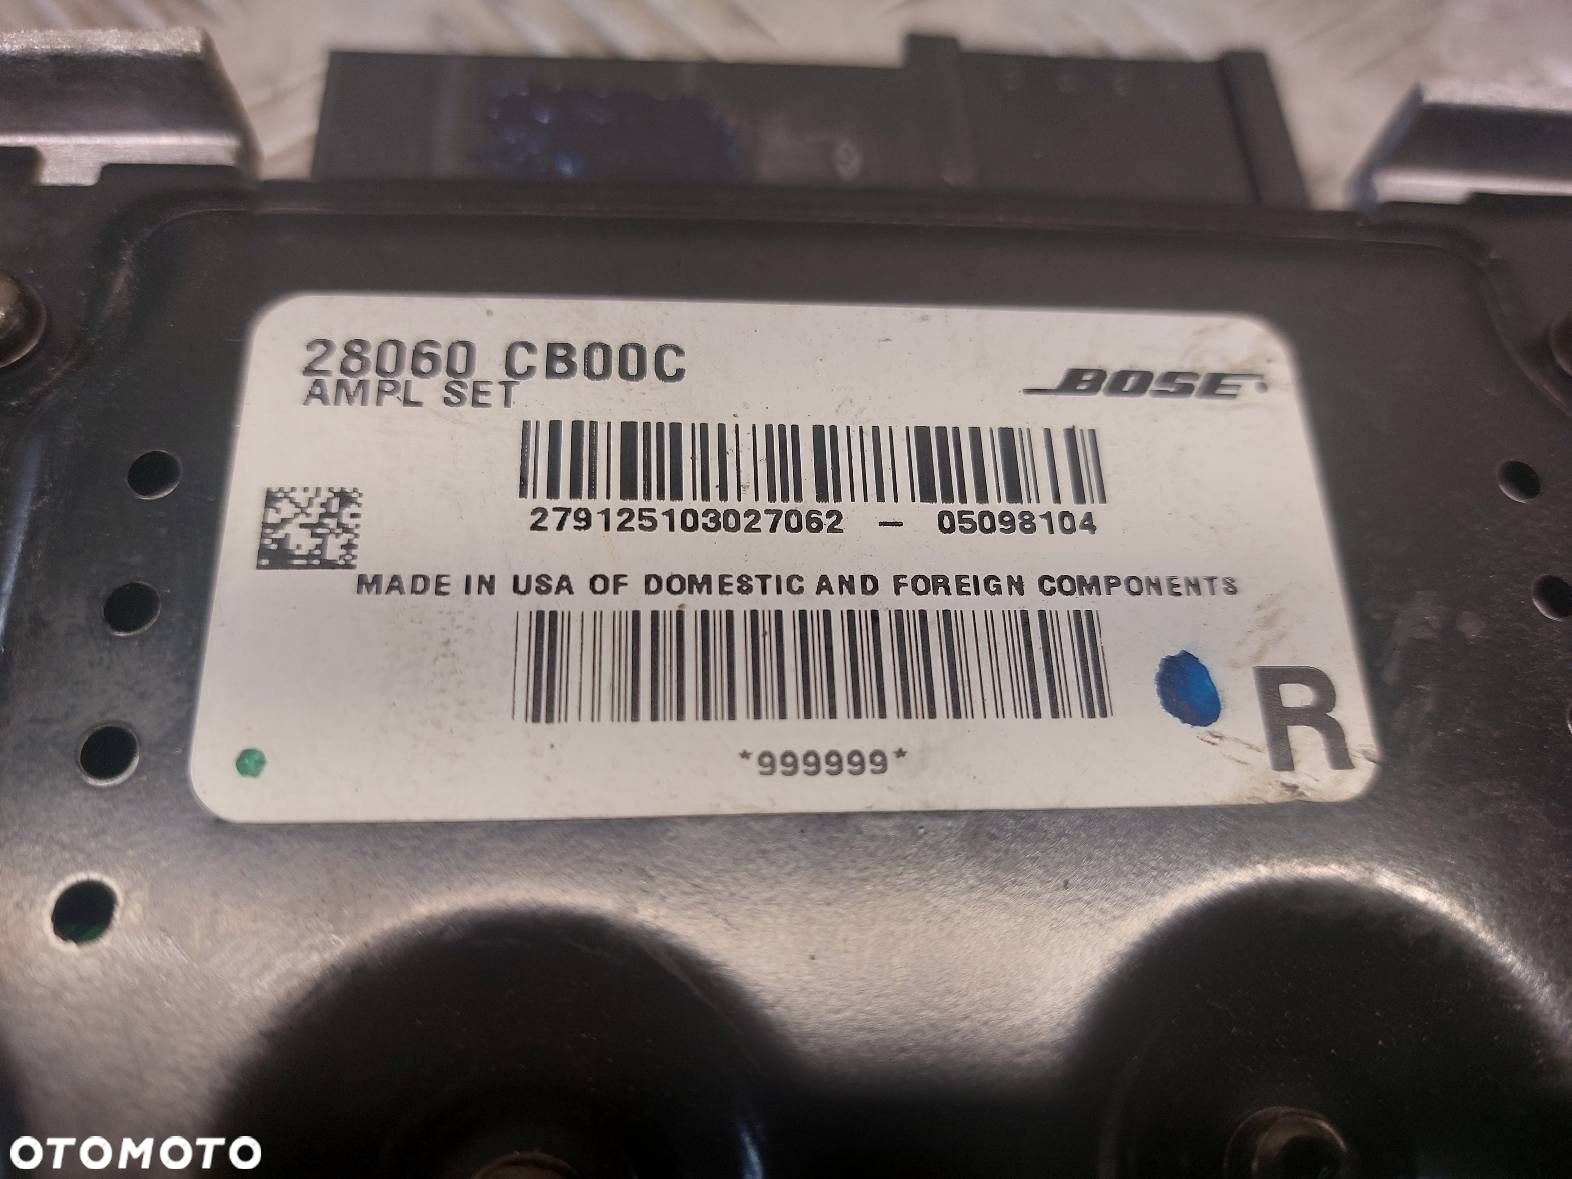 28060 CB00C
AMPL SET
BOSE
279125103027062 - 05098104
MADE IN USA OF DOMESTIC AND FOREIGN COMPONENTS
*999999*
R
OTOMOTO